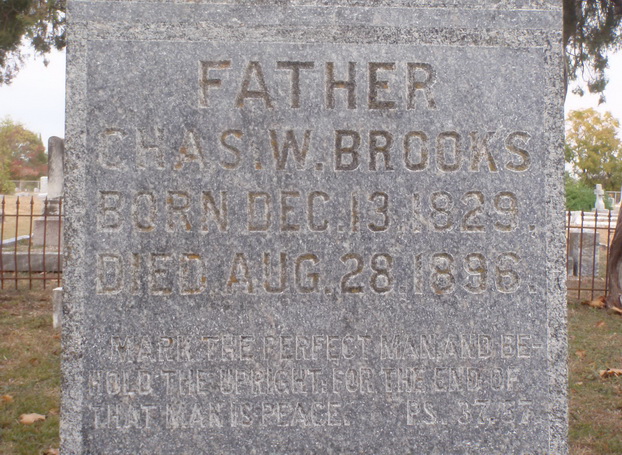 FATHER
CHAS. W. BROOKS
BORN DEC. 13. 1829.
DIED AUG. 28. 1896.
MARK THE PERFECT MAN, AND BE-
HOLD THE UPRIGHT; FOR THE END OF
THAT MAN IS PEACE. PS. 37, 37.